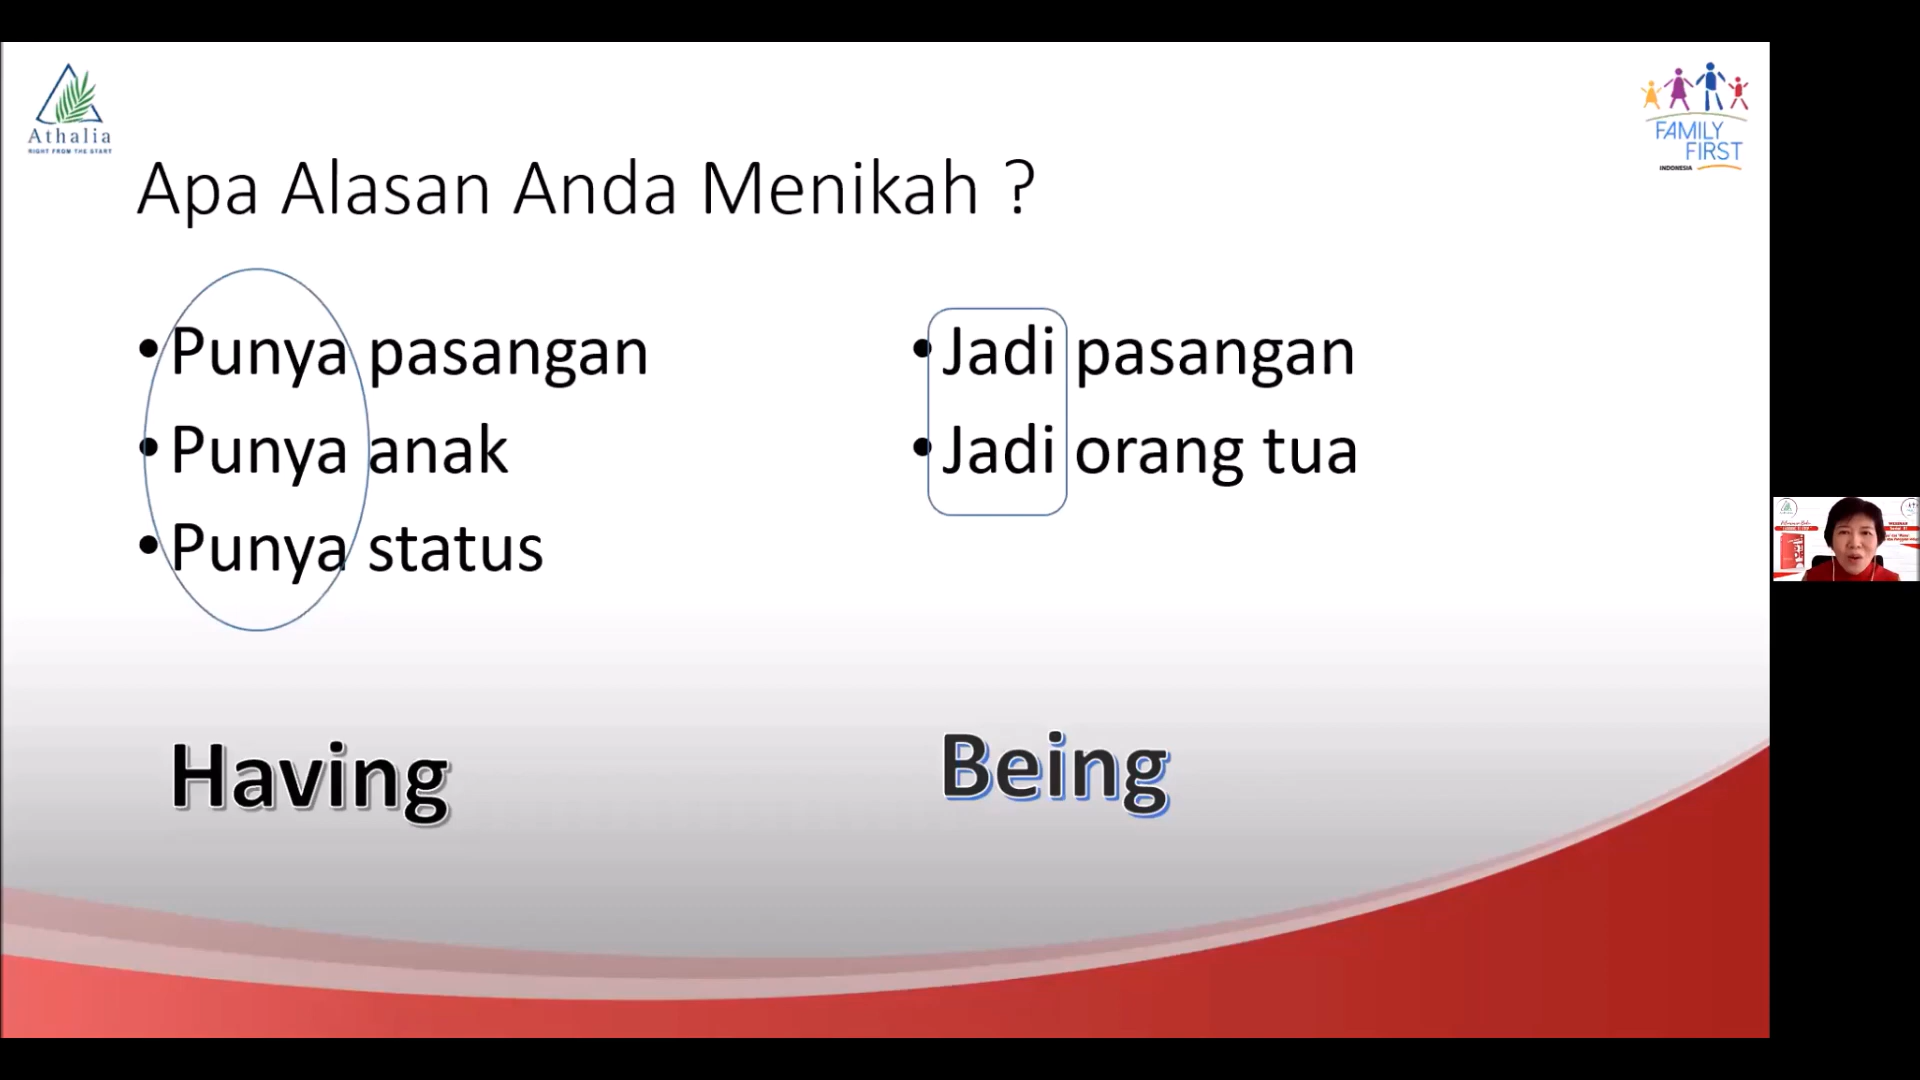 Athalia
RIGHT FROM THE START
FAMILY
FIRST
INDONESIA
Apa Alasan Anda Menikah ?
•Punya pasangan
•Punya anak
•Punya status
•Jadi pasangan
•Jadi orang tua
Having
Being